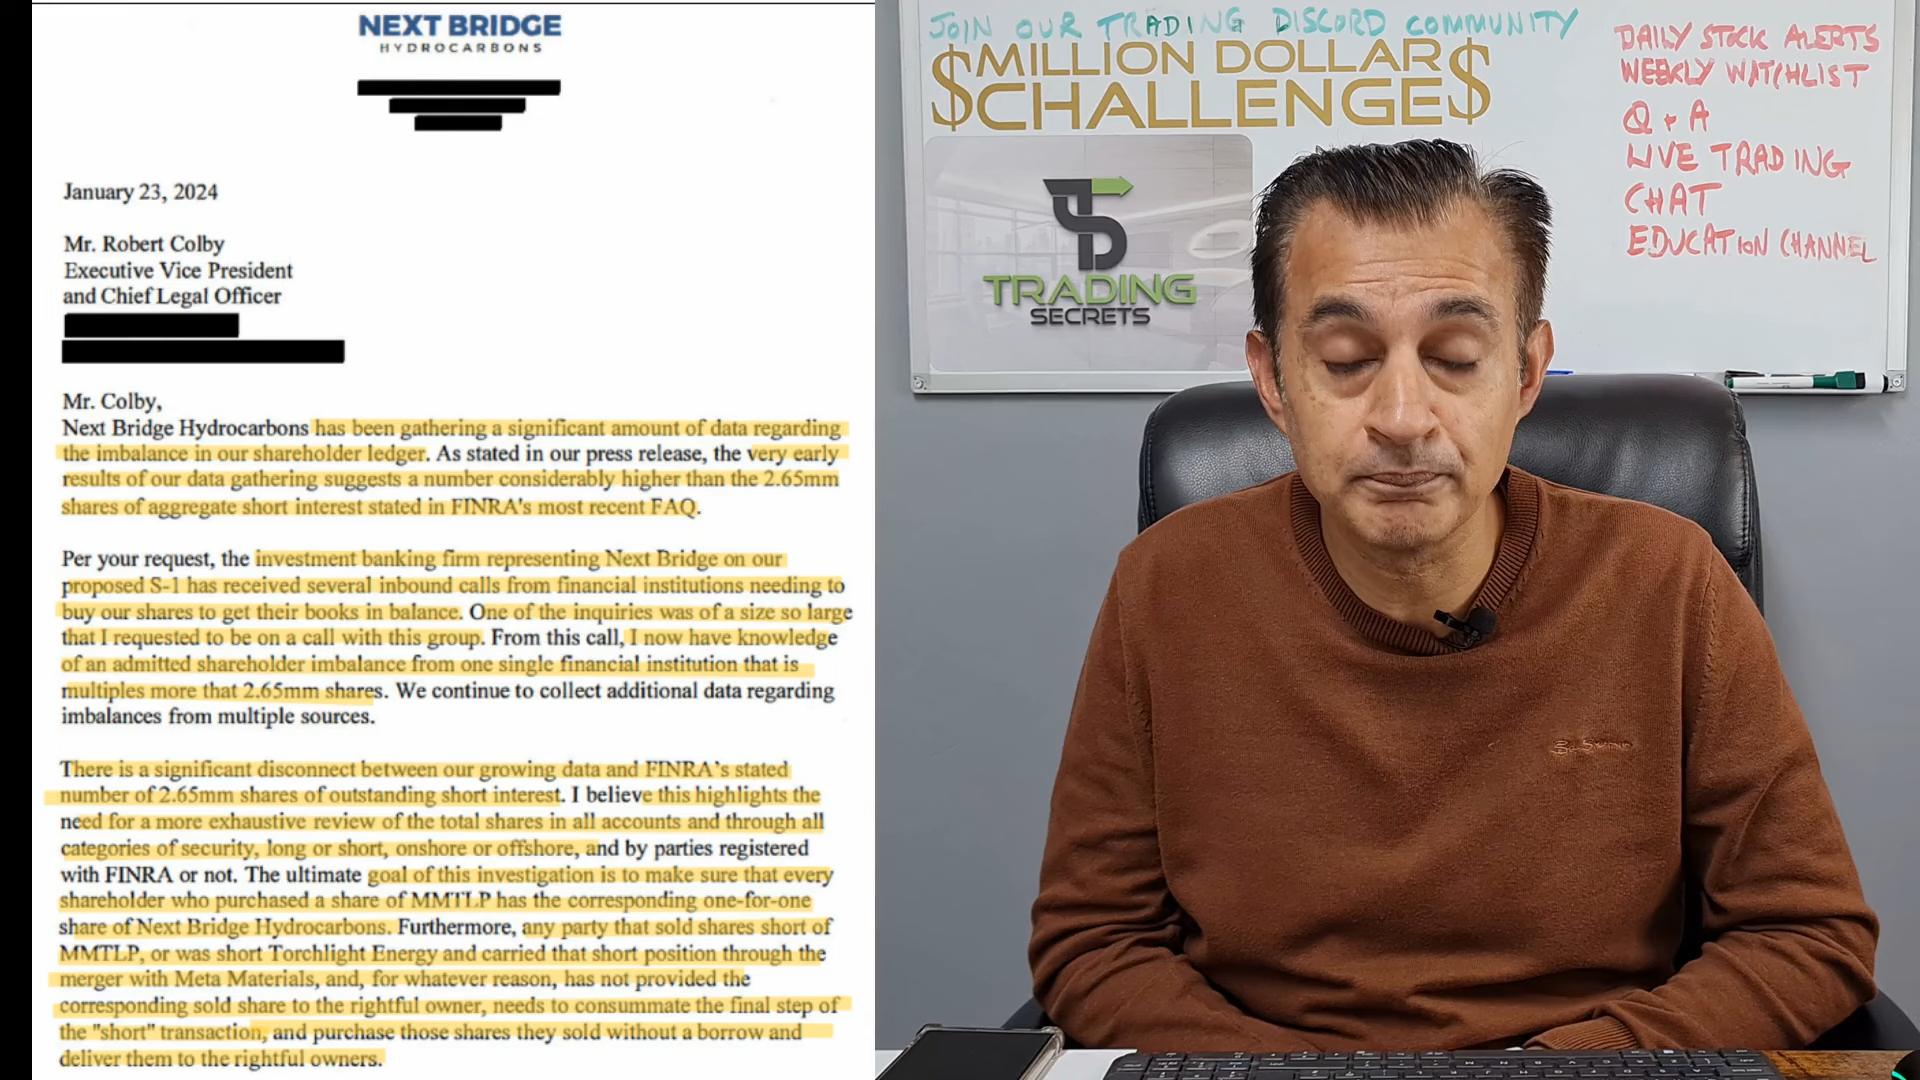 NEXT BRIDGE
HYDROCARBONS
January 23, 2024
Mr. Robert Colby
Executive Vice President
and Chief Legal Officer
Mr. Colby,
Next Bridge Hydrocarbons has been gathering a significant amount of data regarding
the imbalance in our shareholder ledger. As stated in our press release, the very early
results of our data gathering suggests a number considerably higher than the 2.65mm
shares of aggregate short interest stated in FINRA's most recent FAQ.
Per your request, the investment banking firm representing Next Bridge on our
proposed S-1 has received several inbound calls from financial institutions needing to
buy our shares to get their books in balance. One of the inquiries was of a size so large
that I requested to be on a call with this group. From this call, I now have knowledge
of an admitted shareholder imbalance from one single financial institution that is
multiples more that 2.65mm shares. We continue to collect additional data regarding
imbalances from multiple sources.
There is a significant disconnect between our growing data and FINRA's stated
number of 2.65mm shares of outstanding short interest. I believe this highlights the
need for a more exhaustive review of the total shares in all accounts and through all
categories of security, long or short, onshore or offshore, and by parties registered
with FINRA or not. The ultimate goal of this investigation is to make sure that every
shareholder who purchased a share of MMTLP has the corresponding one-for-one
share of Next Bridge Hydrocarbons. Furthermore, any party that sold shares short of
MMTLP, or was short Torchlight Energy and carried that short position through the
merger with Meta Materials, and, for whatever reason, has not provided the
corresponding sold share to the rightful owner, needs to consummate the final step of
the "short" transaction, and purchase those shares they sold without a borrow and
deliver them to the rightful owners.
JOIN OUR TRADING DISCORD COMMUNITY
$MILLION DOLLAR$
CHALLENGE
TS
TRADING
SECRETS
DAILY STOCK ALERTS
WEEKLY WATCHLIST
Q + A
LIVE TRADING
CHAT
EDUCATION CHANNEL